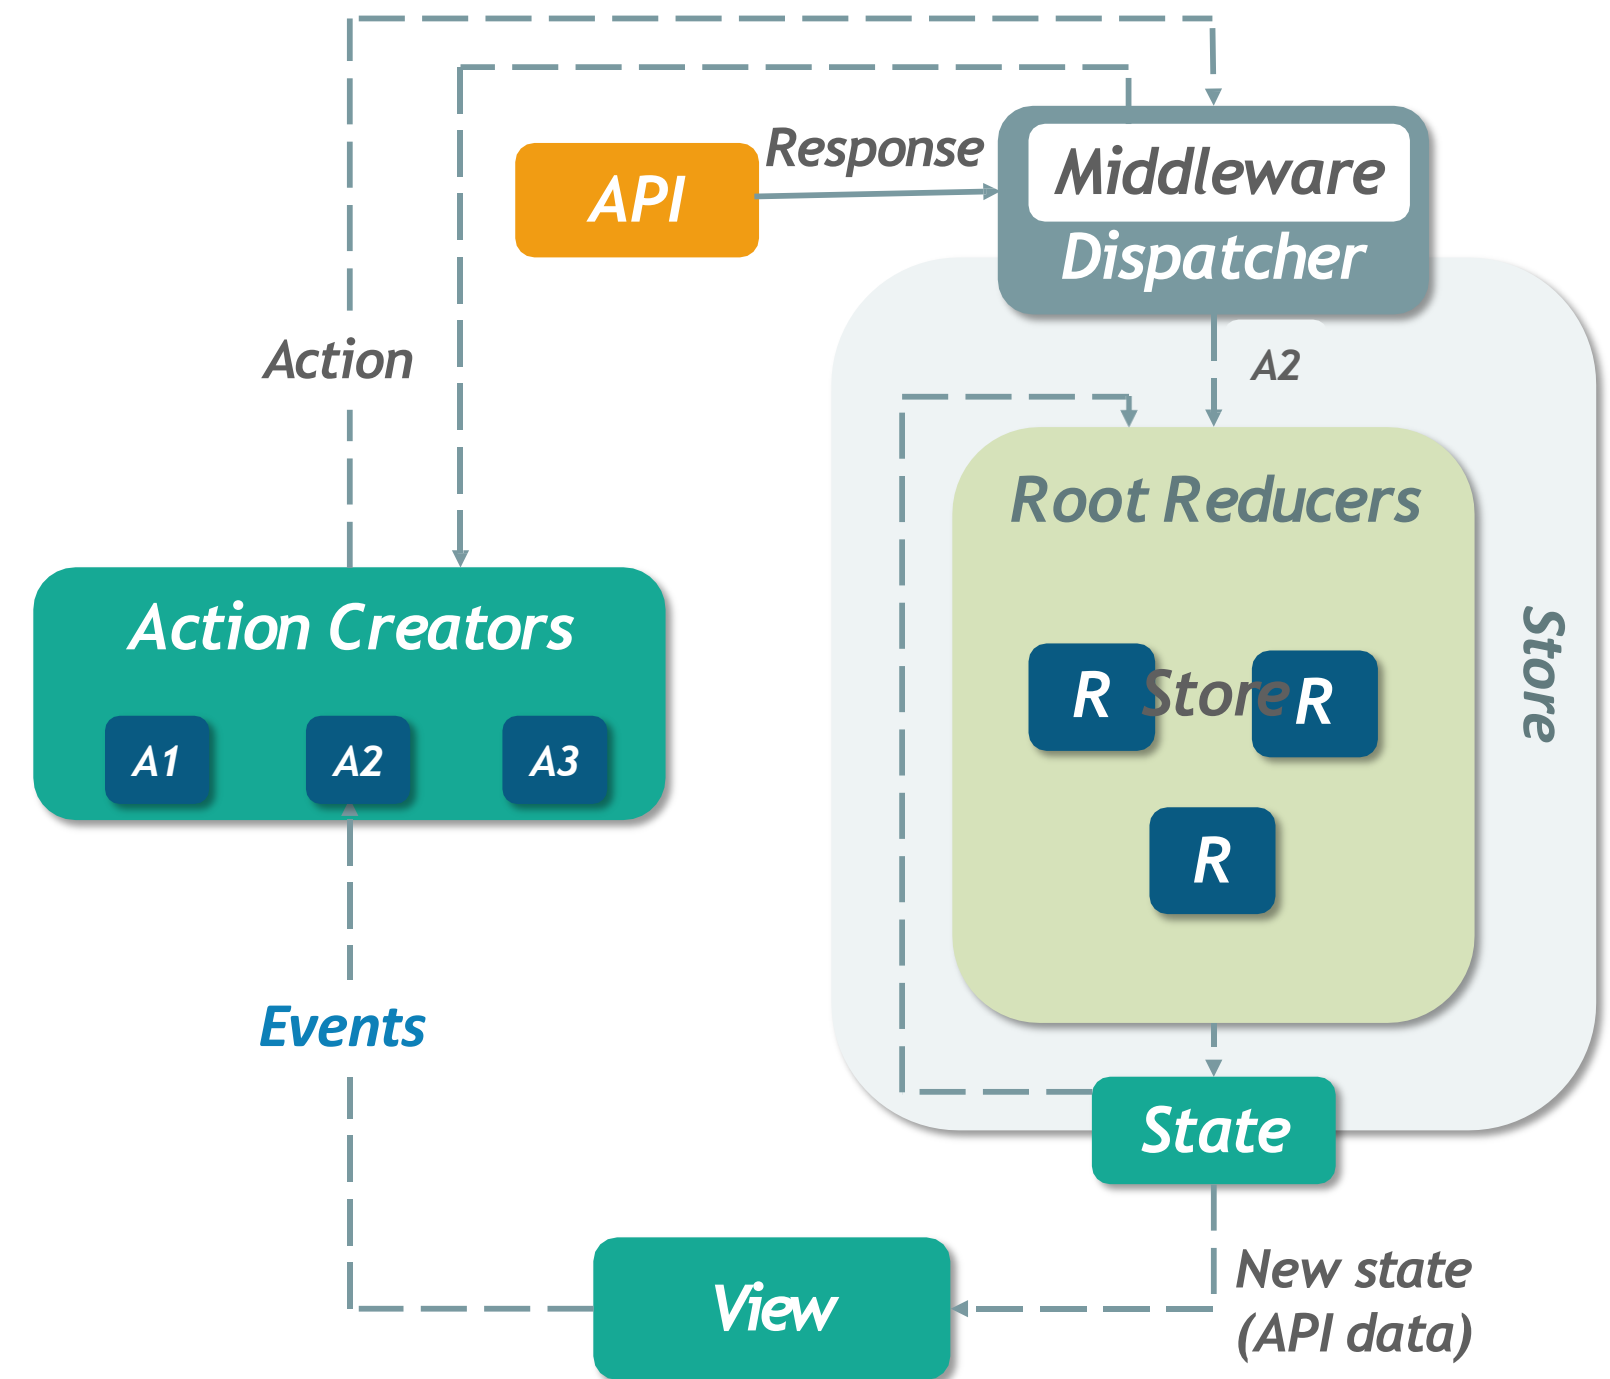 Response
API
Middleware
Dispatcher
Action
A2
Root Reducers
Action Creators
Store
R
Store
R
A1
A2
A3
R
Events
State
New state
(API data)
View